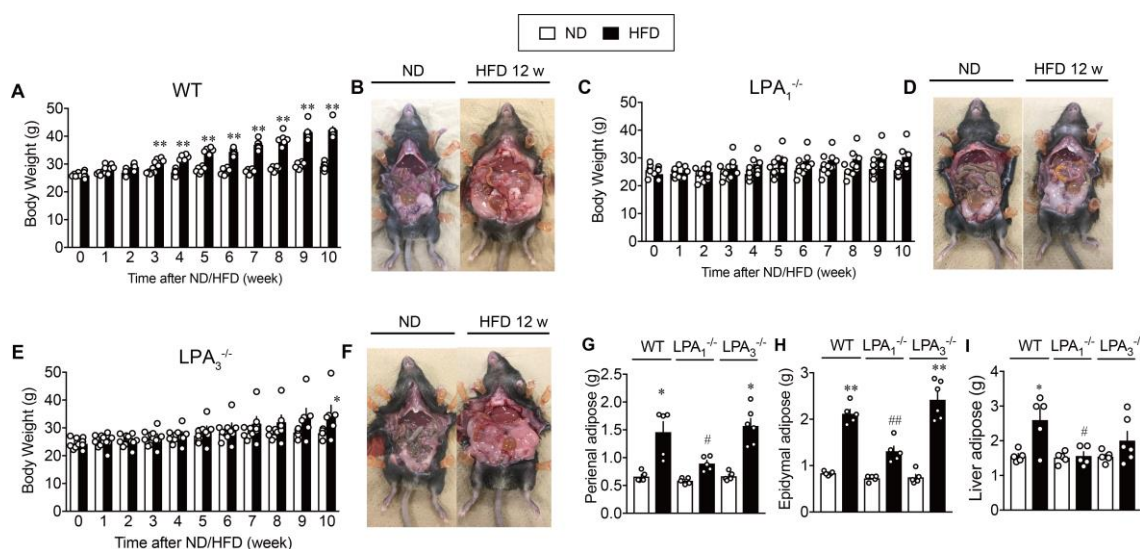 ND HFD
A WT
Body Weight (g)
50
40
30
20
10
** ** ** ** ** ** ** **
0 1 2 3 4 5 6 7 8 9 10
Time after ND/HFD (week)
B ND HFD 12 w
C LPA1-/-
Body Weight (g)
50
40
30
20
10
0
0 1 2 3 4 5 6 7 8 9 10
Time after ND/HFD (week)
D ND HFD 12 w
E LPA3-/-
Body Weight (g)
50
40
30
20
10
0
*
0 1 2 3 4 5 6 7 8 9 10
Time after ND/HFD (week)
F ND HFD 12 w
G WT LPA1-/- LPA3-/-
Perienal adipose (g)
2.0
1.5
1.0
0.5
0.0
* # *
H WT LPA1-/- LPA3-/-
Epidymal adipose (g)
3
2
1
0
** ## **
I WT LPA1-/- LPA3-/-
Liver adipose (g)
4
3
2
1
0
* #